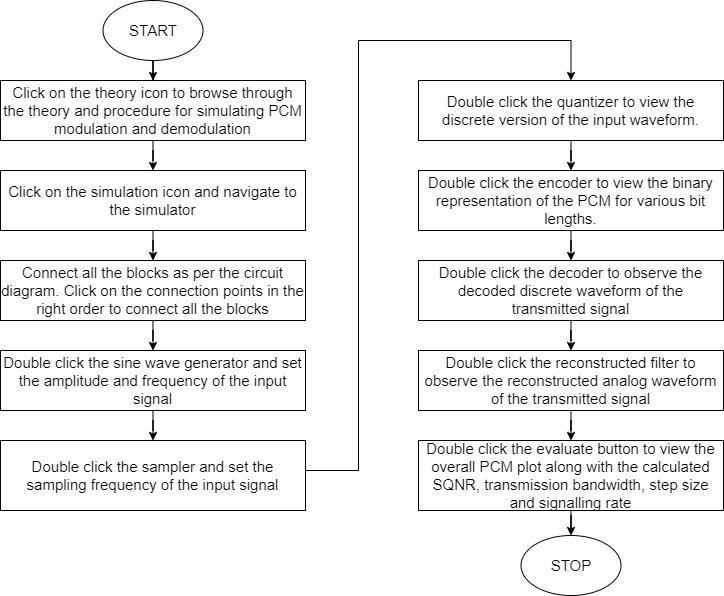 START
Click on the theory icon to browse through
the theory and procedure for simulating PCM
modulation and demodulation
Click on the simulation icon and navigate to
the simulator
Connect all the blocks as per the circuit
diagram. Click on the connection points in the
right order to connect all the blocks
Double click the sine wave generator and set
the amplitude and frequency of the input
signal
Double click the sampler and set the
sampling frequency of the input signal
Double click the quantizer to view the
discrete version of the input waveform.
Double click the encoder to view the binary
representation of the PCM for various bit
lengths.
Double click the decoder to observe the
decoded discrete waveform of the
transmitted signal
Double click the reconstructed filter to
observe the reconstructed analog waveform
of the transmitted signal
Double click the evaluate button to view the
overall PCM plot along with the calculated
SQNR, transmission bandwidth, step size
and signalling rate
STOP